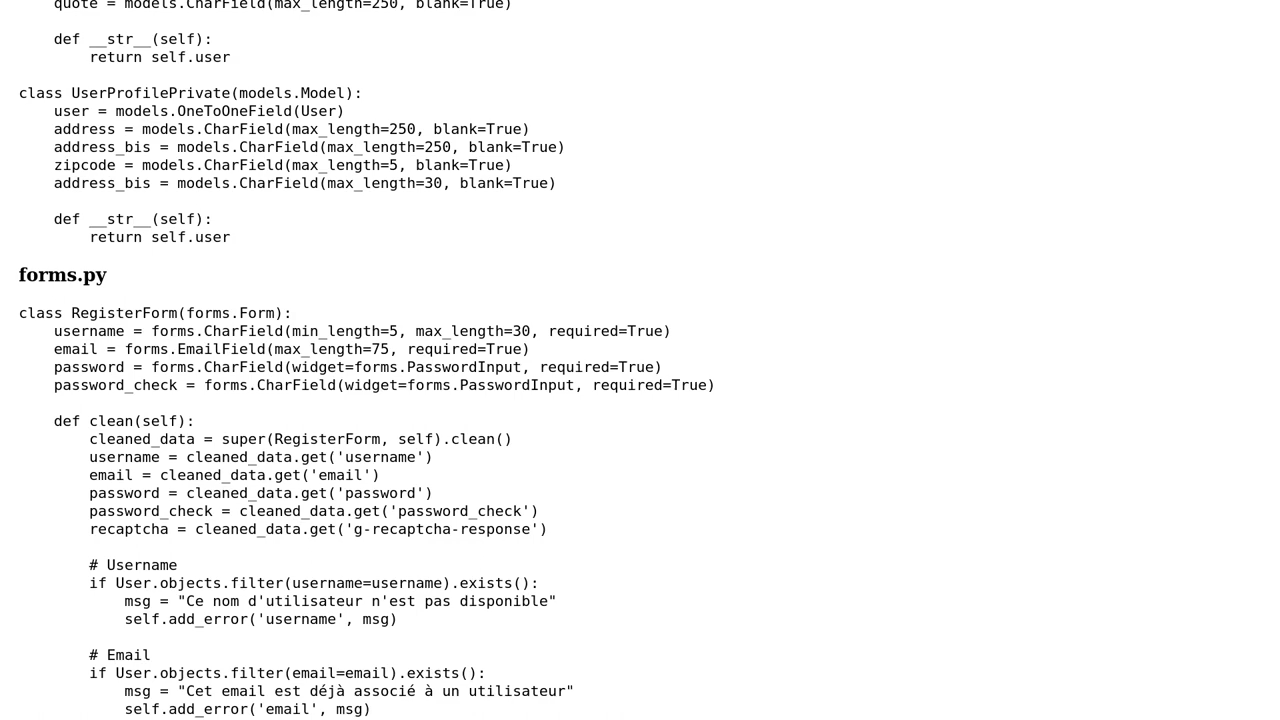 quote = models.CharField(max_length=250, blank=True)

    def __str__(self):
        return self.user

class UserProfilePrivate(models.Model):
    user = models.OneToOneField(User)
    address = models.CharField(max_length=250, blank=True)
    address_bis = models.CharField(max_length=250, blank=True)
    zipcode = models.CharField(max_length=5, blank=True)
    address_bis = models.CharField(max_length=30, blank=True)

    def __str__(self):
        return self.user

forms.py

class RegisterForm(forms.Form):
    username = forms.CharField(min_length=5, max_length=30, required=True)
    email = forms.EmailField(max_length=75, required=True)
    password = forms.CharField(widget=forms.PasswordInput, required=True)
    password_check = forms.CharField(widget=forms.PasswordInput, required=True)

    def clean(self):
        cleaned_data = super(RegisterForm, self).clean()
        username = cleaned_data.get('username')
        email = cleaned_data.get('email')
        password = cleaned_data.get('password')
        password_check = cleaned_data.get('password_check')
        recaptcha = cleaned_data.get('g-recaptcha-response')

        # Username
        if User.objects.filter(username=username).exists():
            msg = "Ce nom d'utilisateur n'est pas disponible"
            self.add_error('username', msg)

        # Email
        if User.objects.filter(email=email).exists():
            msg = "Cet email est déjà associé à un utilisateur"
            self.add_error('email', msg)